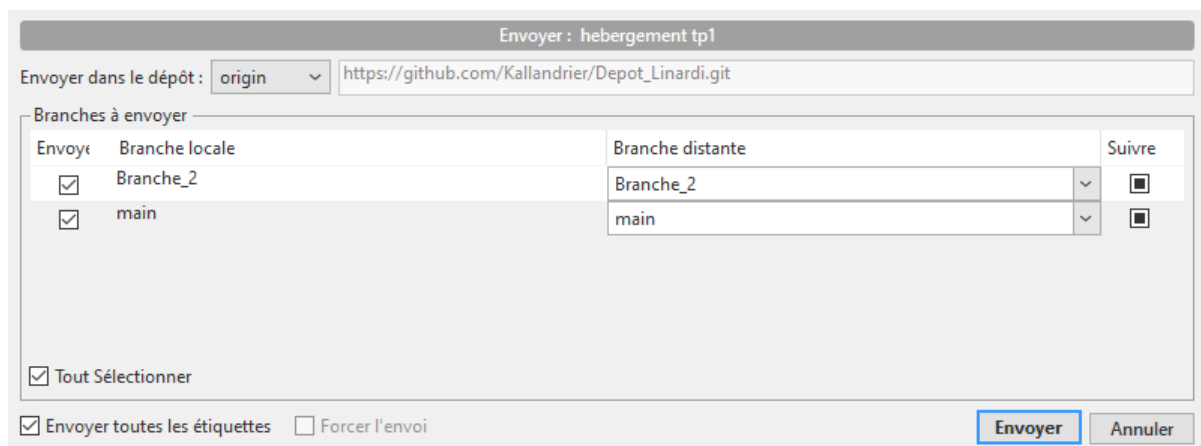 Envoyer : hebergement tp1
Envoyer dans le dépôt : origin https://github.com/Kallandrier/Depot_Linardi.git
Branches à envoyer
Envoye Branche locale Branche distante Suivre
Branche_2 Branche_2
main main
Tout Sélectionner
Envoyer toutes les étiquettes Forcer l'envoi Envoyer Annuler